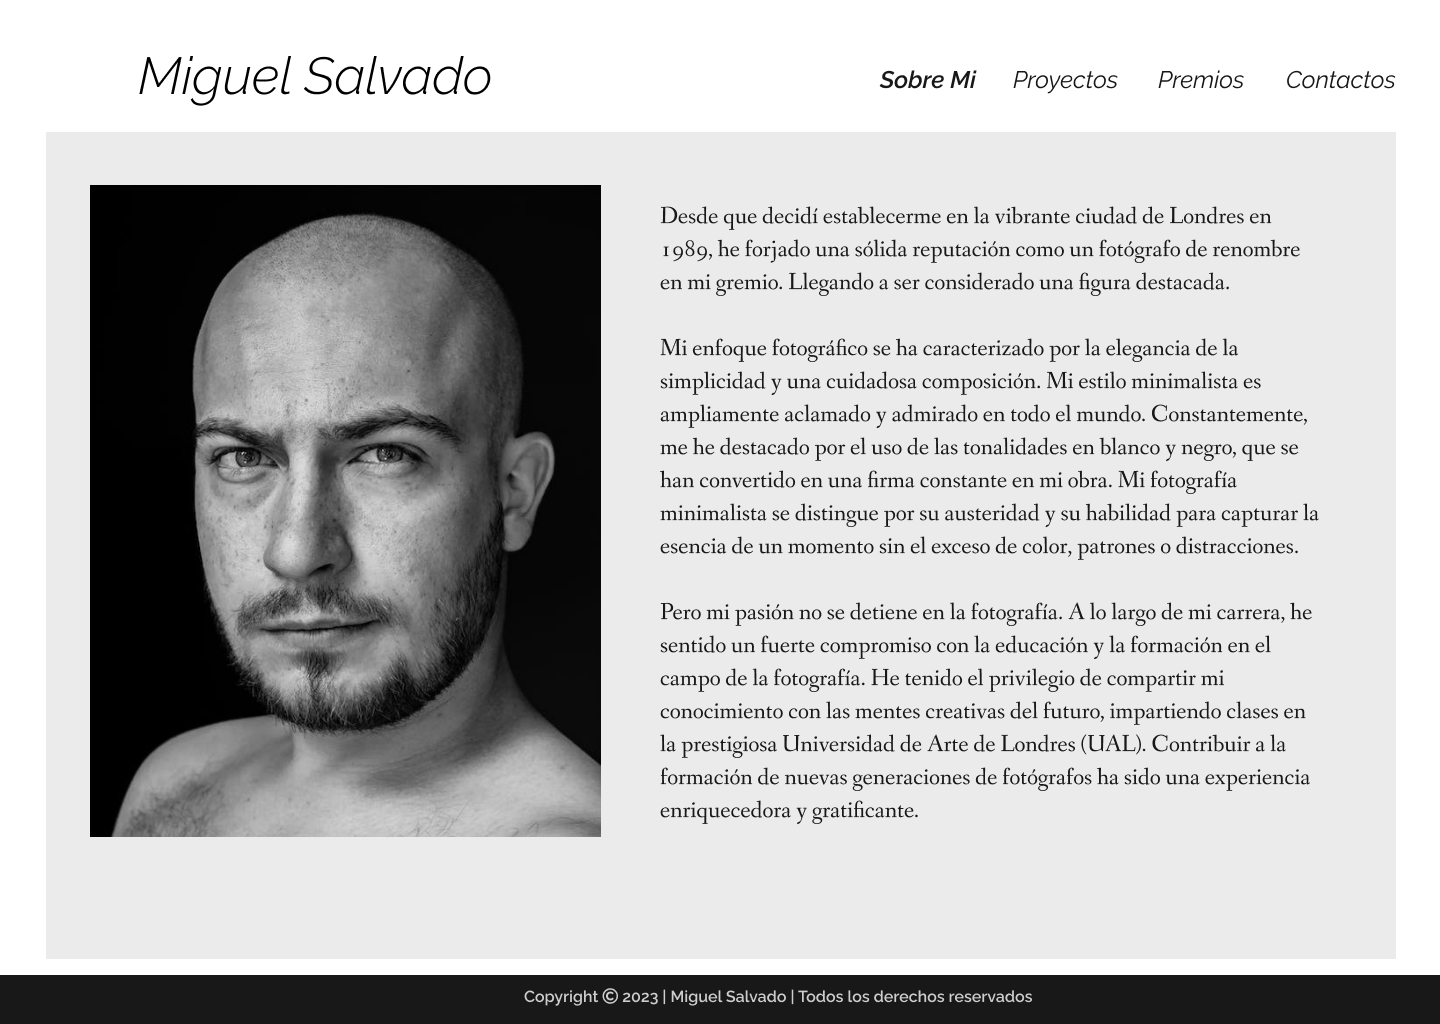 Miguel Salvado
Sobre Mi Proyectos Premios Contactos
Desde que decidí establecerme en la vibrante ciudad de Londres en
1989, he forjado una sólida reputación como un fotógrafo de renombre
en mi gremio. Llegando a ser considerado una figura destacada.
Mi enfoque fotográfico se ha caracterizado por la elegancia de la
simplicidad y una cuidadosa composición. Mi estilo minimalista es
ampliamente aclamado y admirado en todo el mundo. Constantemente,
me he destacado por el uso de las tonalidades en blanco y negro, que se
han convertido en una firma constante en mi obra. Mi fotografía
minimalista se distingue por su austeridad y su habilidad para capturar la
esencia de un momento sin el exceso de color, patrones o distracciones.
Pero mi pasión no se detiene en la fotografía. A lo largo de mi carrera, he
sentido un fuerte compromiso con la educación y la formación en el
campo de la fotografía. He tenido el privilegio de compartir mi
conocimiento con las mentes creativas del futuro, impartiendo clases en
la prestigiosa Universidad de Arte de Londres (UAL). Contribuir a la
formación de nuevas generaciones de fotógrafos ha sido una experiencia
enriquecedora y gratificante.
Copyright © 2023 | Miguel Salvado | Todos los derechos reservados